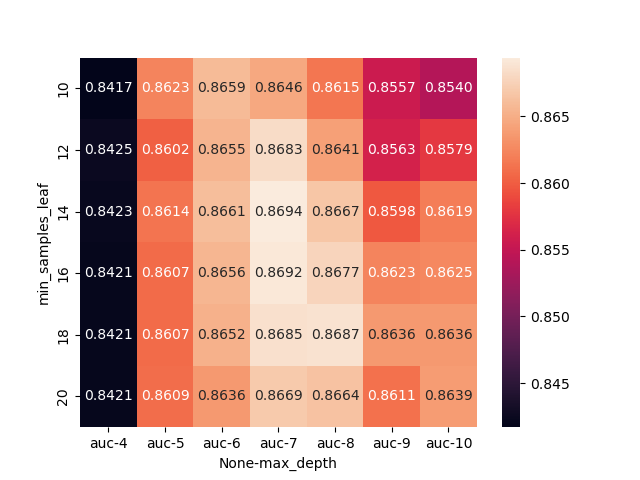 10 0.8417 0.8623 0.8659 0.8646 0.8615 0.8557 0.8540
12 0.8425 0.8602 0.8655 0.8683 0.8641 0.8563 0.8579
14 0.8423 0.8614 0.8661 0.8694 0.8667 0.8598 0.8619
16 0.8421 0.8607 0.8656 0.8692 0.8677 0.8623 0.8625
18 0.8421 0.8607 0.8652 0.8685 0.8687 0.8636 0.8636
20 0.8421 0.8609 0.8636 0.8669 0.8664 0.8611 0.8639
min_samples_leaf
auc-4 auc-5 auc-6 auc-7 auc-8 auc-9 auc-10
None-max_depth
0.865
0.860
0.855
0.850
0.845